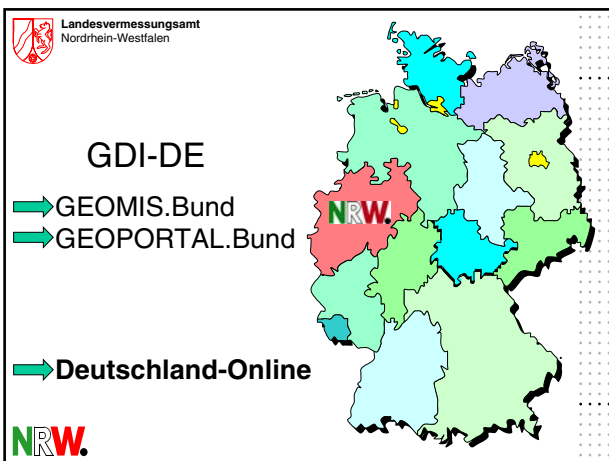 Landesvermessungsamt
Nordrhein-Westfalen
GDI-DE
GEOMIS.Bund
GEOPORTAL.Bund
NRW.
Deutschland-Online
NRW.